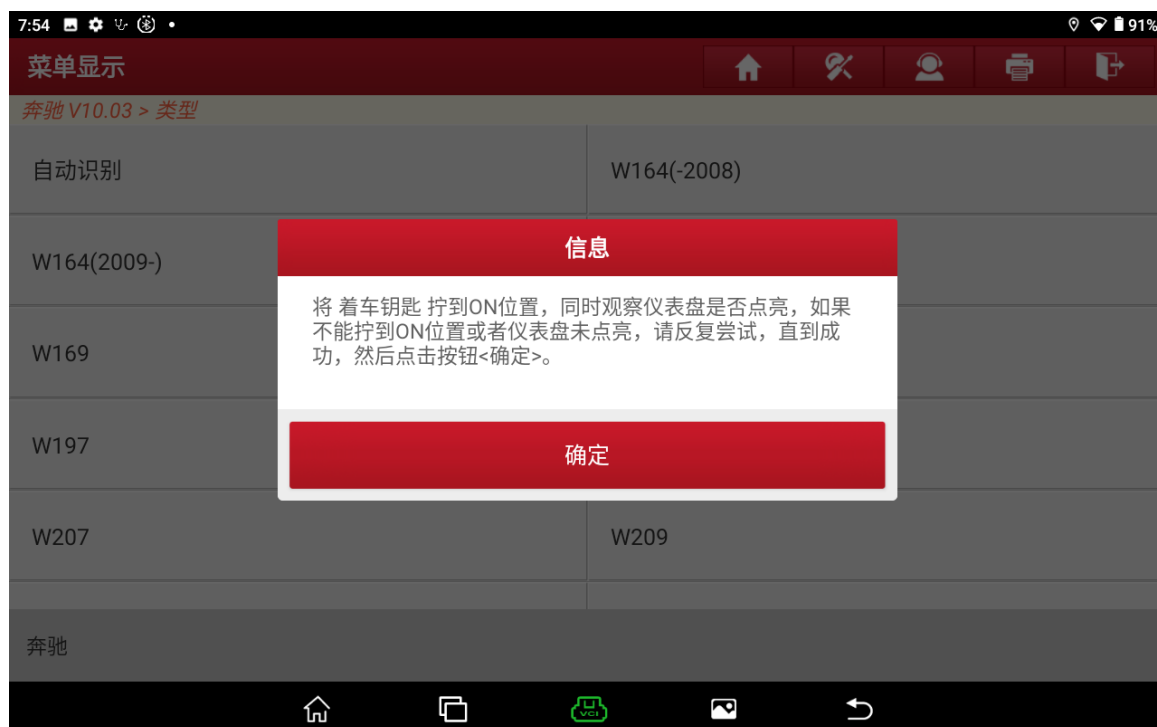 7:54
91%
菜单显示
奔驰 V10.03 > 类型
自动识别
W164(-2008)
W164(2009-)
信息
将 着车钥匙 拧到ON位置，同时观察仪表盘是否点亮，如果
不能拧到ON位置或者仪表盘未点亮，请反复尝试，直到成
功，然后点击按钮<确定>。
W169
W197
确定
W207
W209
奔驰
VCI